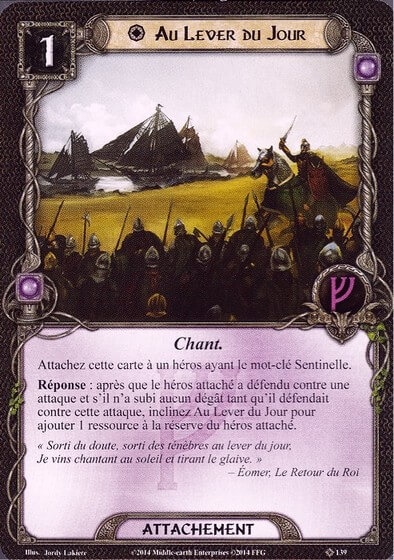 1
Au Lever du Jour
Chant.
Attachez cette carte à un héros ayant le mot-clé Sentinelle.
Réponse : après que le héros attaché a défendu contre une
attaque et s'il n'a subi aucun dégât tant qu'il défendait
contre cette attaque, inclinez Au Lever du Jour pour
ajouter 1 ressource à la réserve du héros attaché.
« Sorti du doute, sorti des ténèbres au lever du jour,
Je vins chantant au soleil et tirant le glaive. »
– Éomer, Le Retour du Roi
Attachement
Illus. Jordy Lakiere ©2014 Middle-earth Enterprises ©2014 FFG 139